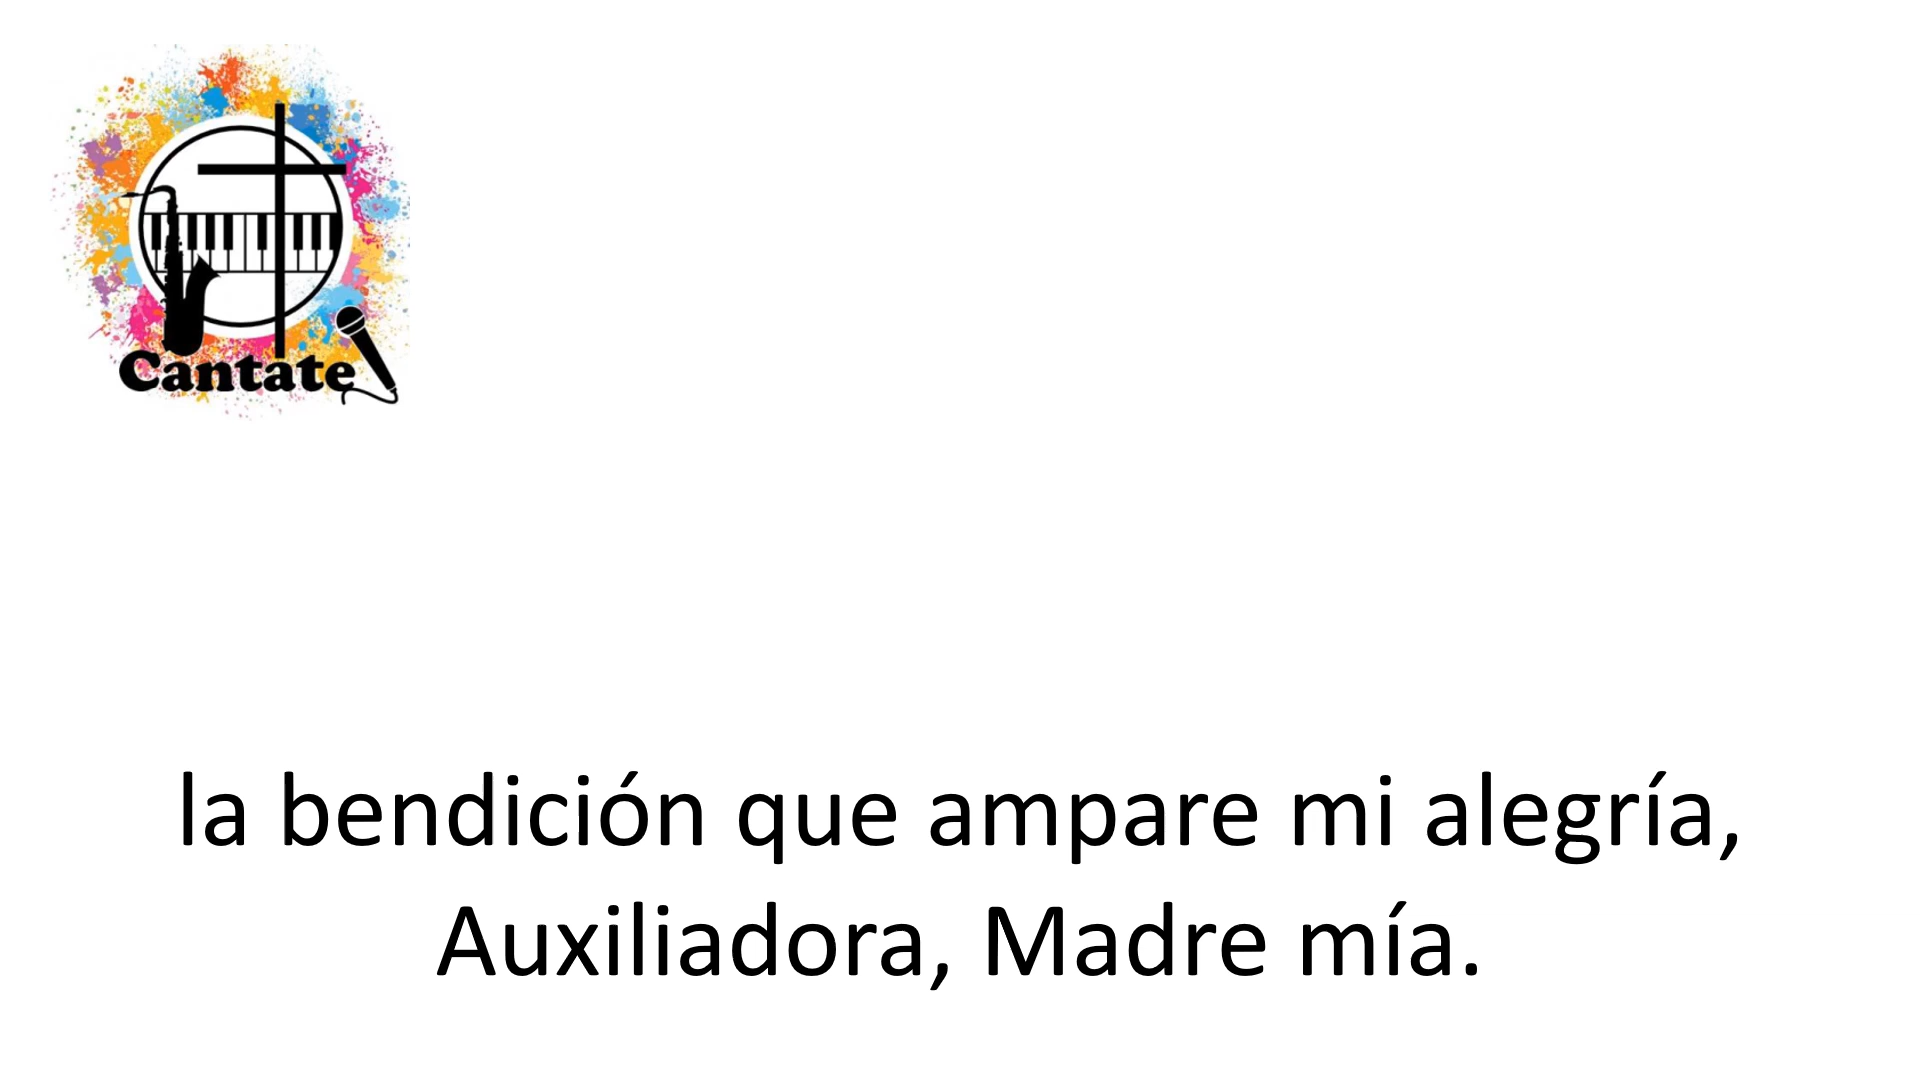 Cantate
la bendición que ampare mi alegría,
Auxiliadora, Madre mía.